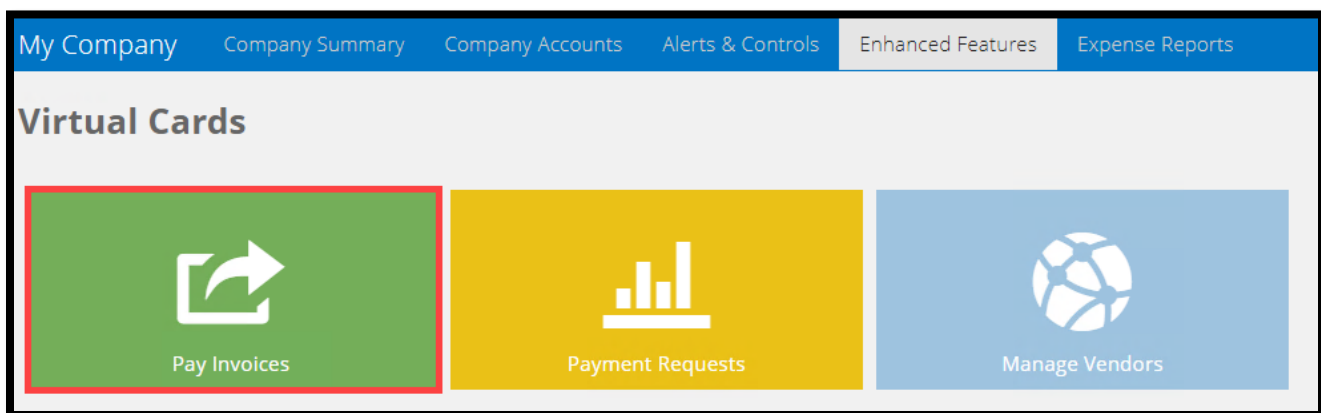 My Company Company Summary Company Accounts Alerts & Controls Enhanced Features Expense Reports
Virtual Cards
Pay Invoices Payment Requests Manage Vendors